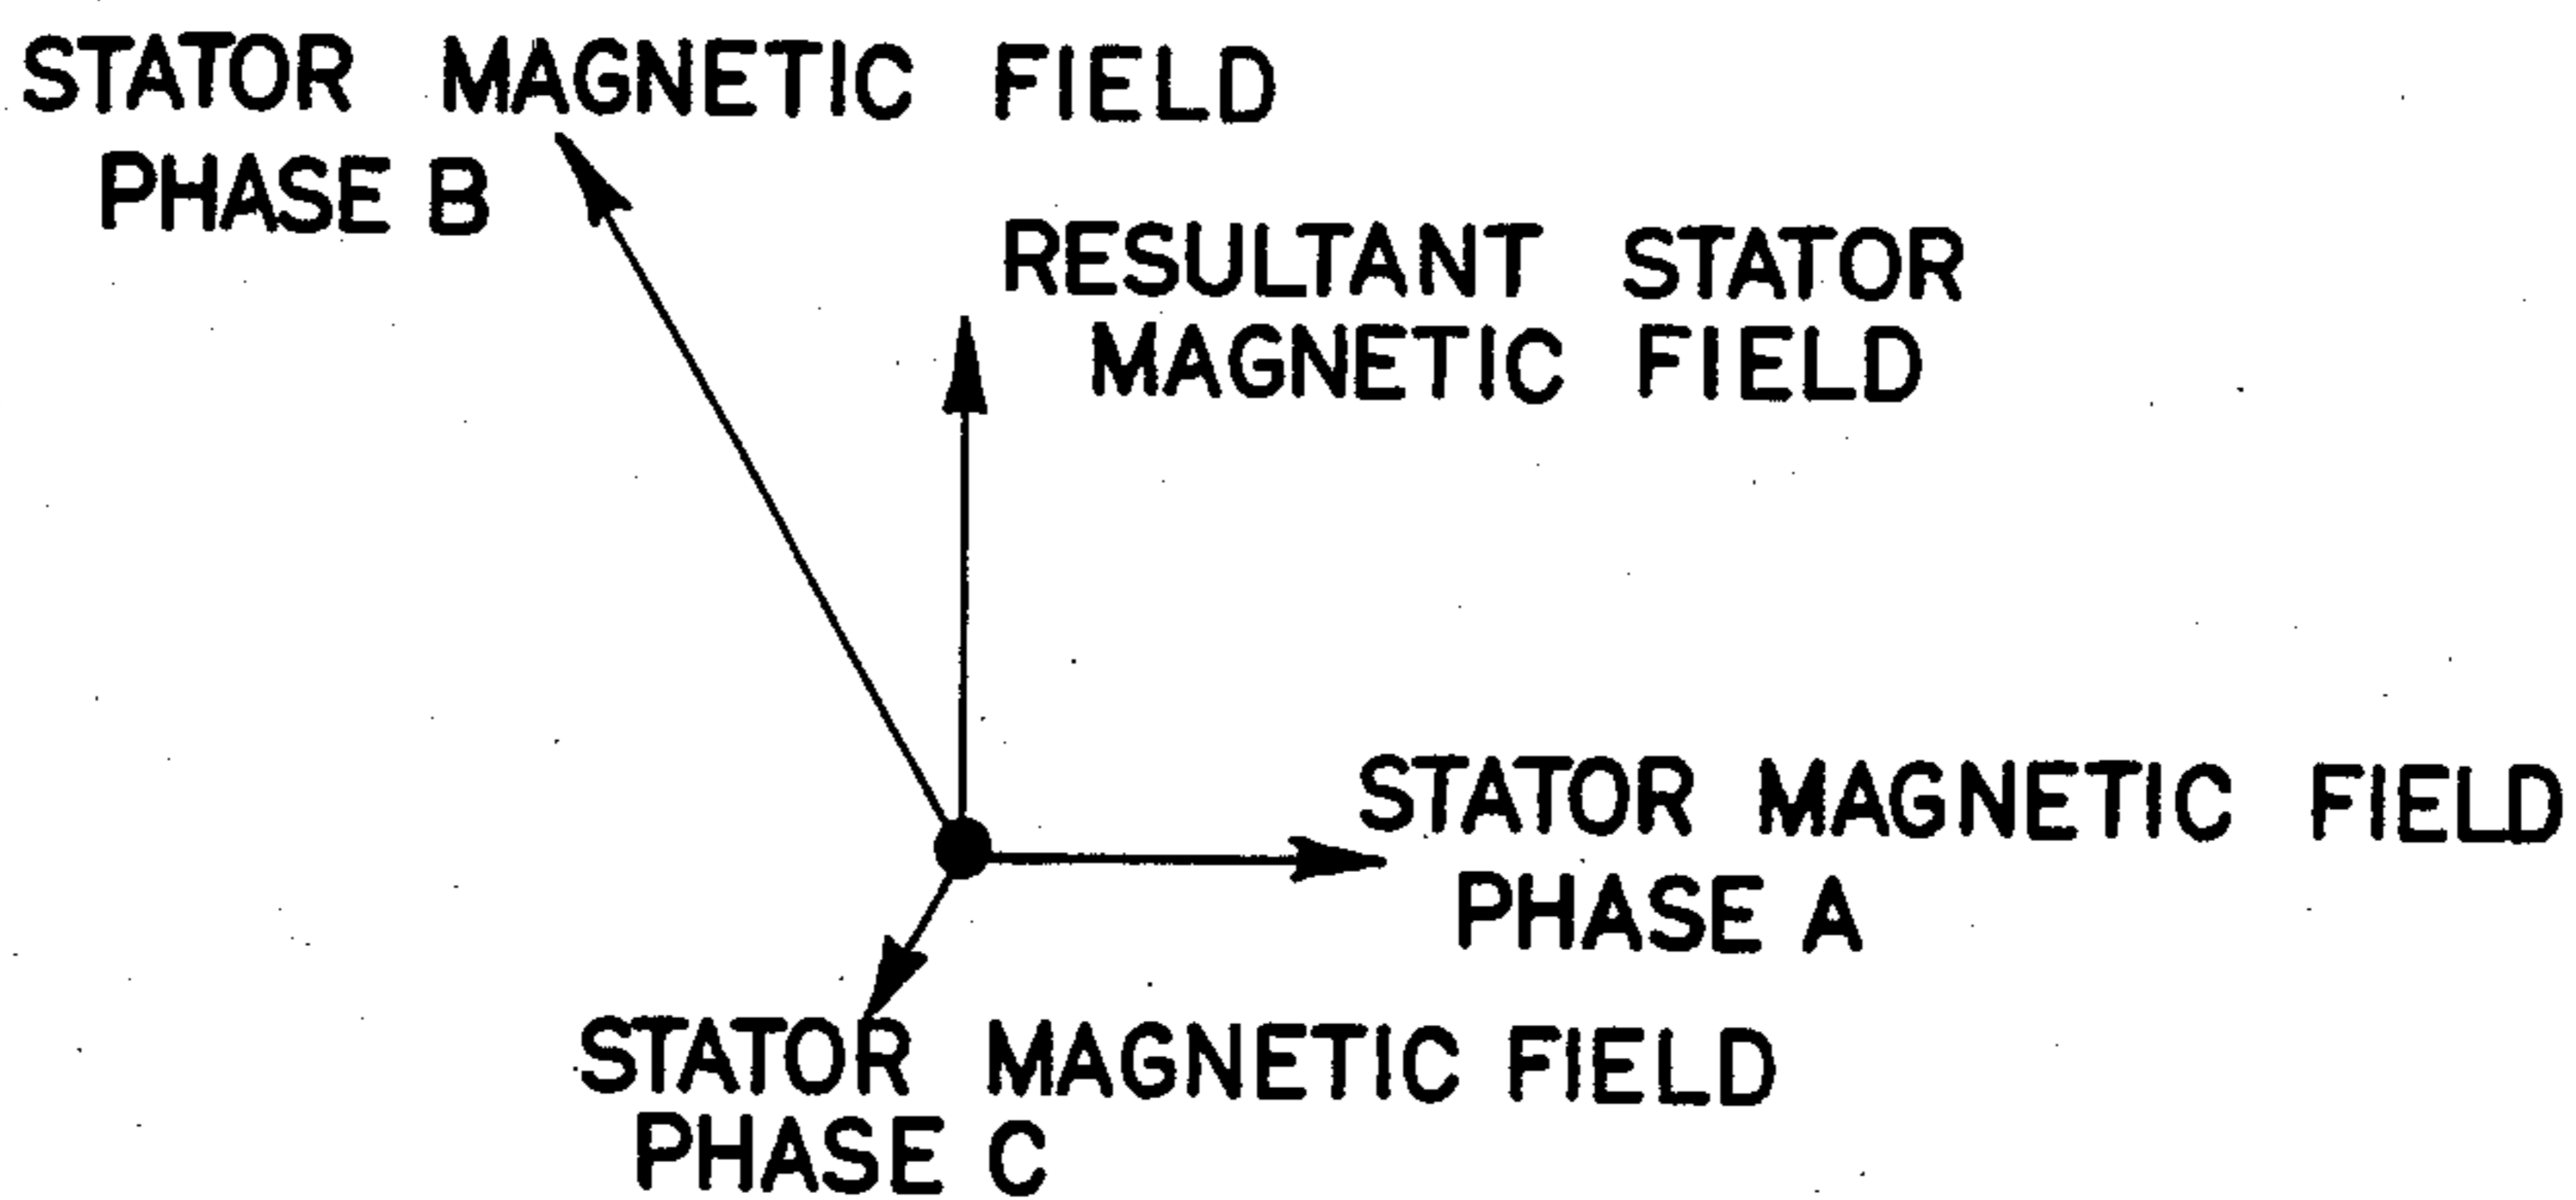 STATOR MAGNETIC FIELD
PHASE B
RESULTANT STATOR
MAGNETIC FIELD
STATOR MAGNETIC FIELD
PHASE A
STATOR MAGNETIC FIELD
PHASE C